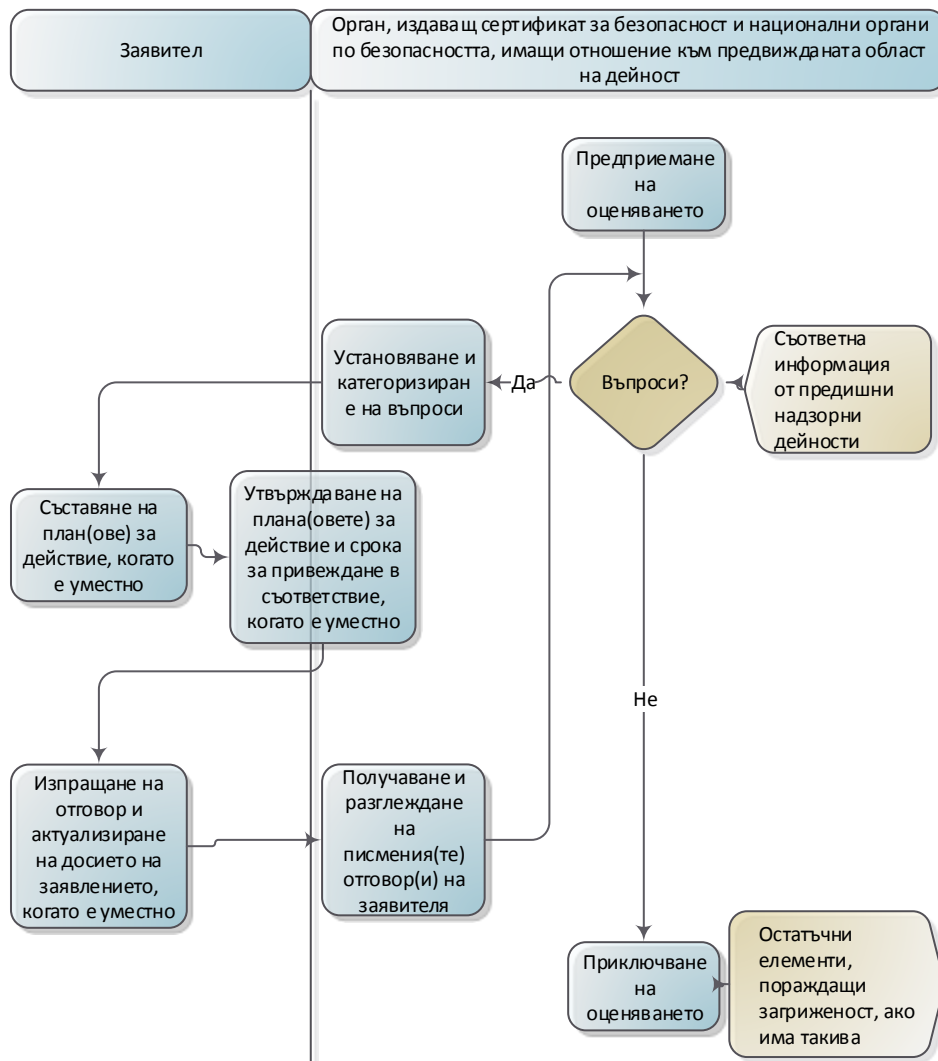 Заявител
Орган, издаващ сертификат за безопасност и национални органи
по безопасността, имащи отношение към предвижданата област
на дейност
Предприемане
на
оценяването
Въпроси?
Съответна
информация
от предишни
надзорни
дейности
Да
Установяване и
категоризиран
е на въпроси
Съставяне на
план(ове) за
действие, когато
е уместно
Утвърждаване на
плана(овете) за
действие и срока
за привеждане в
съответствие,
когато е уместно
Не
Изпращане на
отговор и
актуализиране
на досието на
заявлението,
когато е уместно
Получаване и
разглеждане
на
писмения(те)
отговор(и) на
заявителя
Приключване
на
оценяването
Остатъчни
елементи,
пораждащи
загриженост, ако
има такива